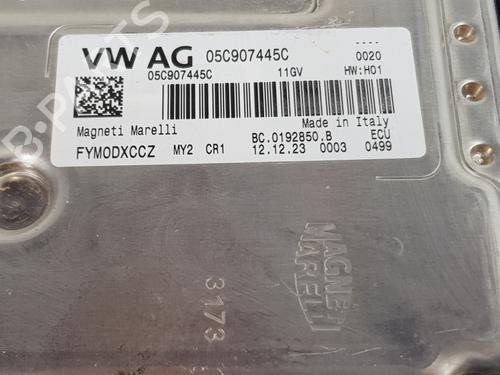 VW AG 05C907445C ---- 0020
05C907445C 11GV HW:H01
Magneti Marelli Made in Italy
BC.0192850.B ECU
FYMODXCCZ MY2 CR1 12.12.23 0003 0499
MAGNETI
MARELLI
3173
B-PARTS